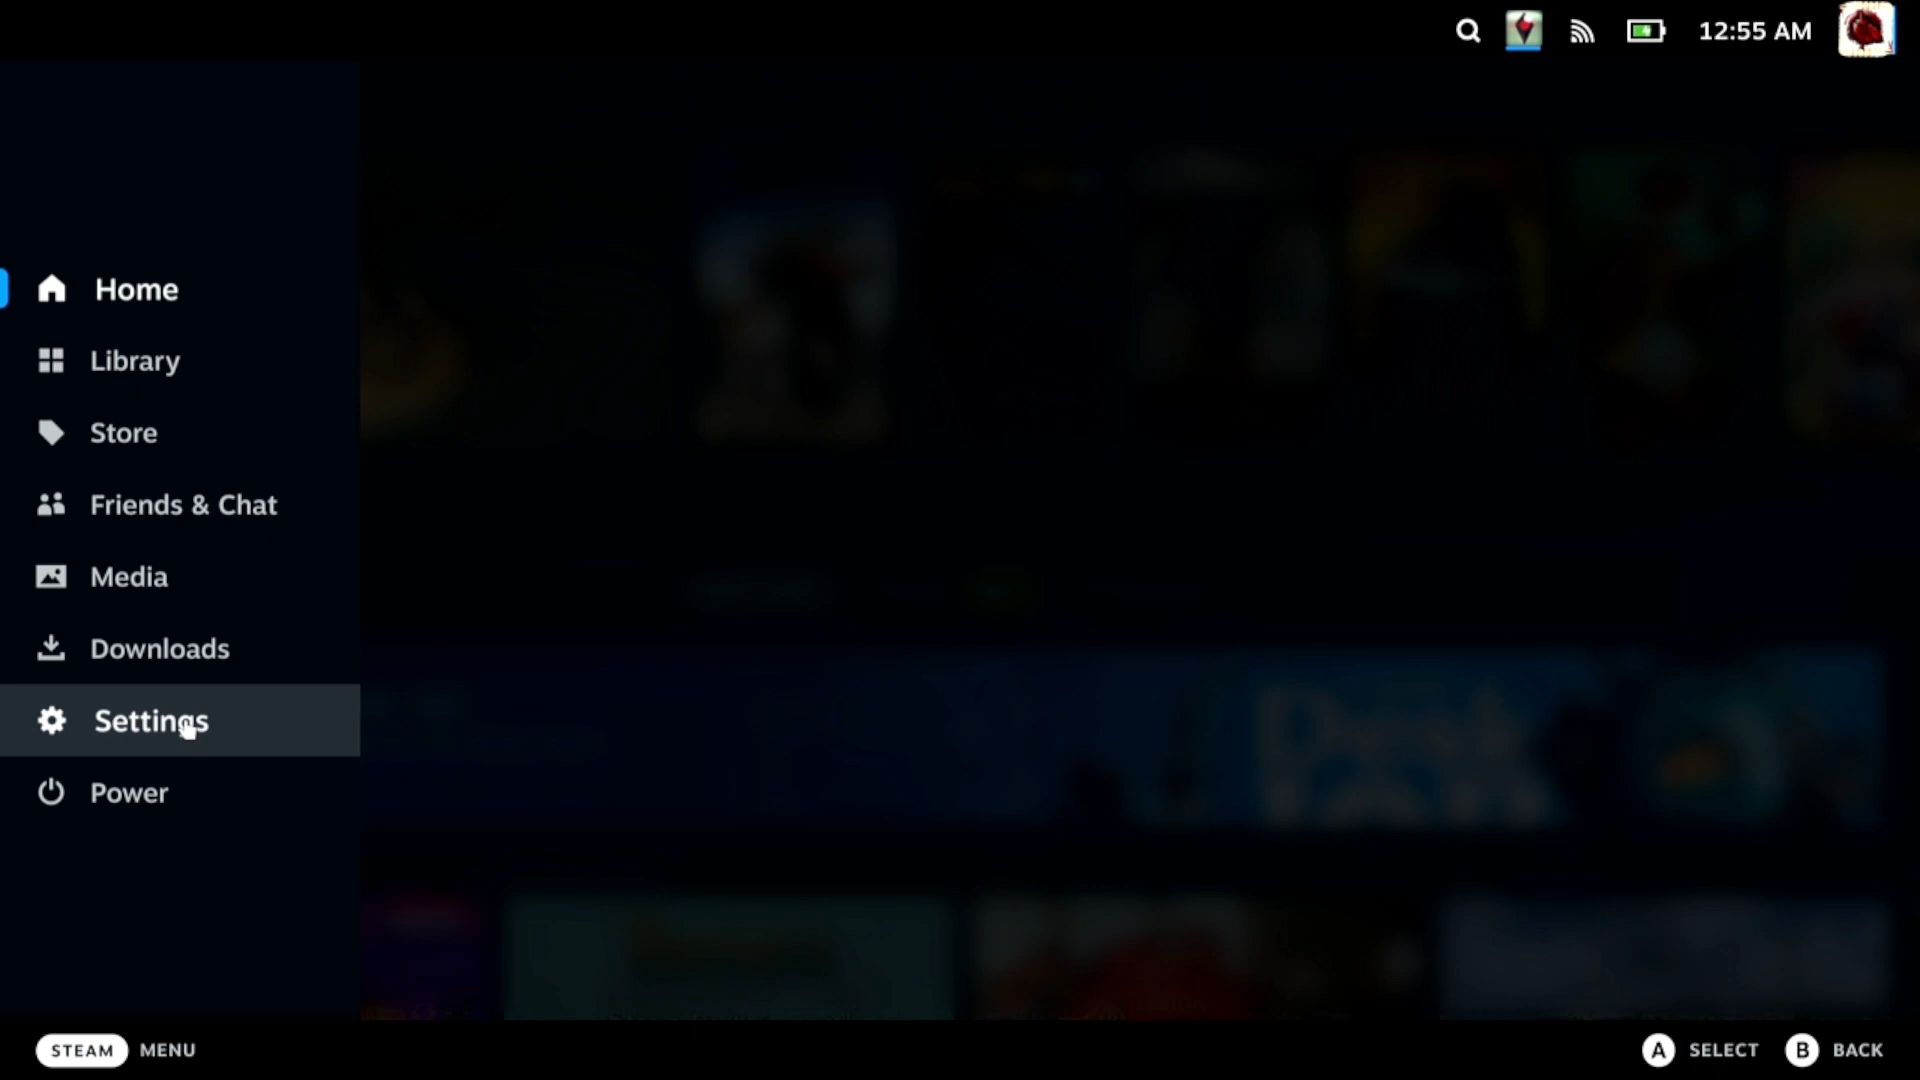 12:55 AM
Home
Library
Store
Friends & Chat
Media
Downloads
Settings
Power
STEAM MENU
A SELECT B BACK